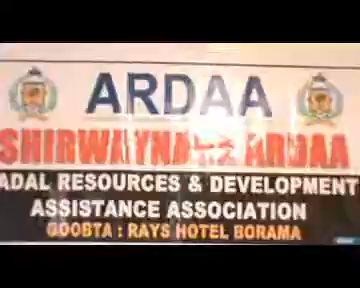 ARDAA
SHIRWAYNAHA ARDAA
ADAL RESOURCES & DEVELOPMENT
ASSISTANCE ASSOCIATION
GOOBTA : RAYS HOTEL BORAMA